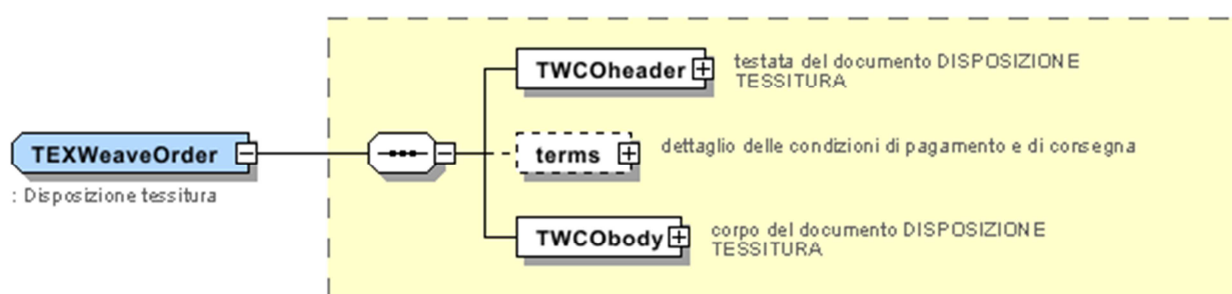 TWCOheader
testata del documento DISPOSIZIONE
TESSITURA
TEXWeaveOrder
: Disposizione tessitura
terms
dettaglio delle condizioni di pagamento e di consegna
TWCObody
corpo del documento DISPOSIZIONE
TESSITURA